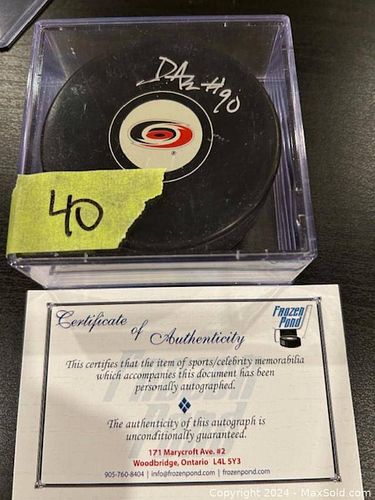 #90
40
Certificate
of Authenticity
Frozen
Pond
This certifies that the item of sports/celebrity memorabilia
which accompanies this document has been
personally autographed.
The authenticity of this autograph is
unconditionally guaranteed.
171 Marycroft Ave. #2
Woodbridge, Ontario L4L 5Y3
905-760-8404 | info@frozenpond.com | frozenpond.com
Copyright 2024 - MaxSold.com